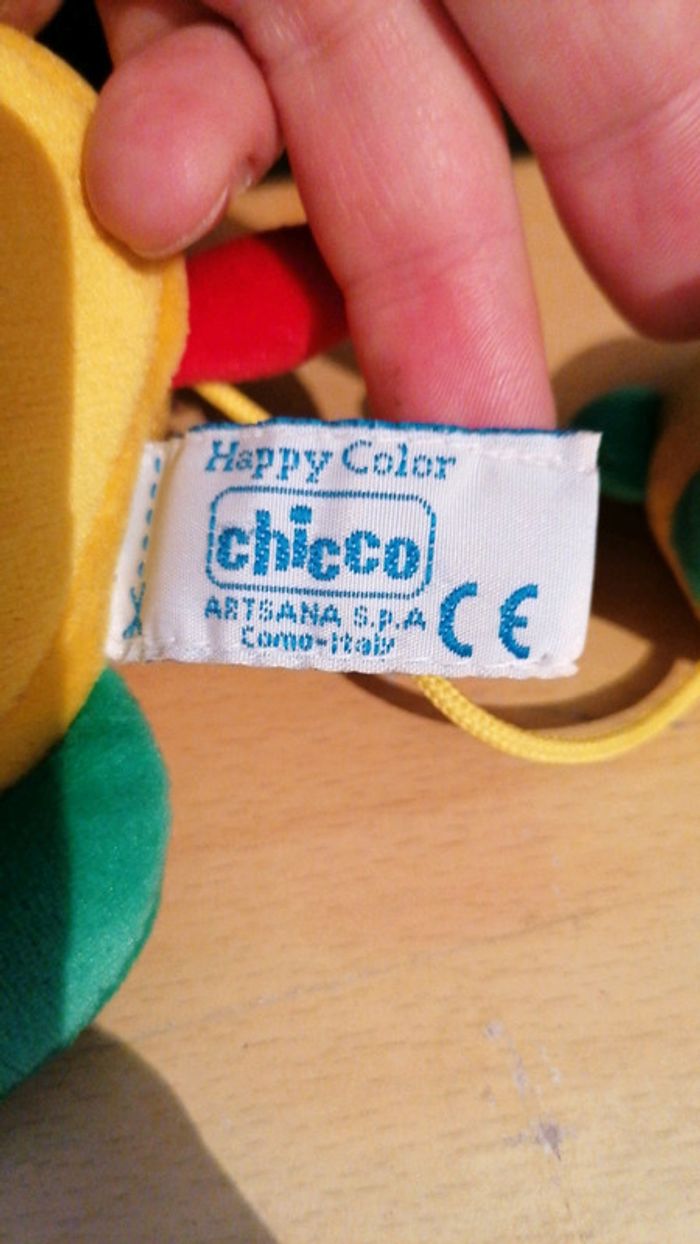 Happy Color
chicco
ARTSANA S.p.A
Como-Italy
CE